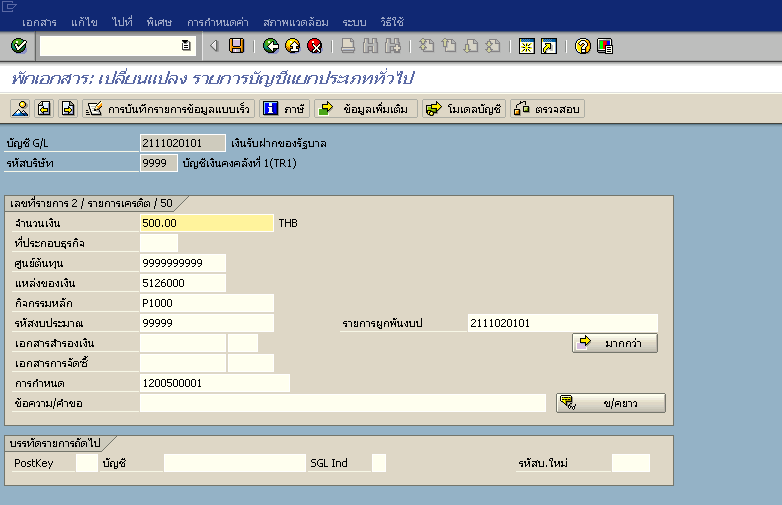 เอกสาร แก้ไข ไปที่ พิเศษ การกำหนดค่า สภาพแวดล้อม ระบบ วิธีใช้
พักเอกสาร: เปลี่ยนแปลง รายการบัญชีแยกประเภททั่วไป
การบันทึกรายการข้อมูลแบบเร็ว ภาษี ข้อมูลเพิ่มเติม โมเดลบัญชี ตรวจสอบ
บัญชี G/L 2111020101 เงินรับฝากของรัฐบาล
รหัสบริษัท 9999 บัญชีเงินคงคลังที่ 1(TR1)
เลขที่รายการ 2 / รายการเครดิต / 50
จำนวนเงิน 500.00 THB
ที่ประกอบธุรกิจ
ศูนย์ต้นทุน 9999999999
แหล่งของเงิน 5126000
กิจกรรมหลัก P1000
รหัสงบประมาณ 99999 รายการผูกพันงบป 2111020101
เอกสารสำรองเงิน มากกว่า
เอกสารการจัดซื้
การกำหนด 1200500001
ข้อความ/คำขอ ข/คยาว
บรรทัดรายการถัดไป
PostKey บัญชี SGL Ind รหัสบ.ใหม่